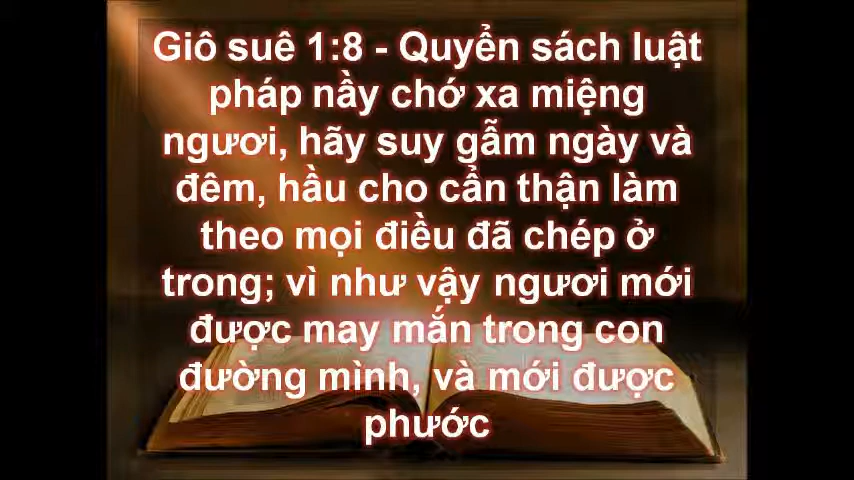 Giô suê 1:8 - Quyển sách luật
pháp nầy chớ xa miệng
ngươi, hãy suy gẫm ngày và
đêm, hầu cho cẩn thận làm
theo mọi điều đã chép ở
trong; vì như vậy ngươi mới
được may mắn trong con
đường mình, và mới được
phước